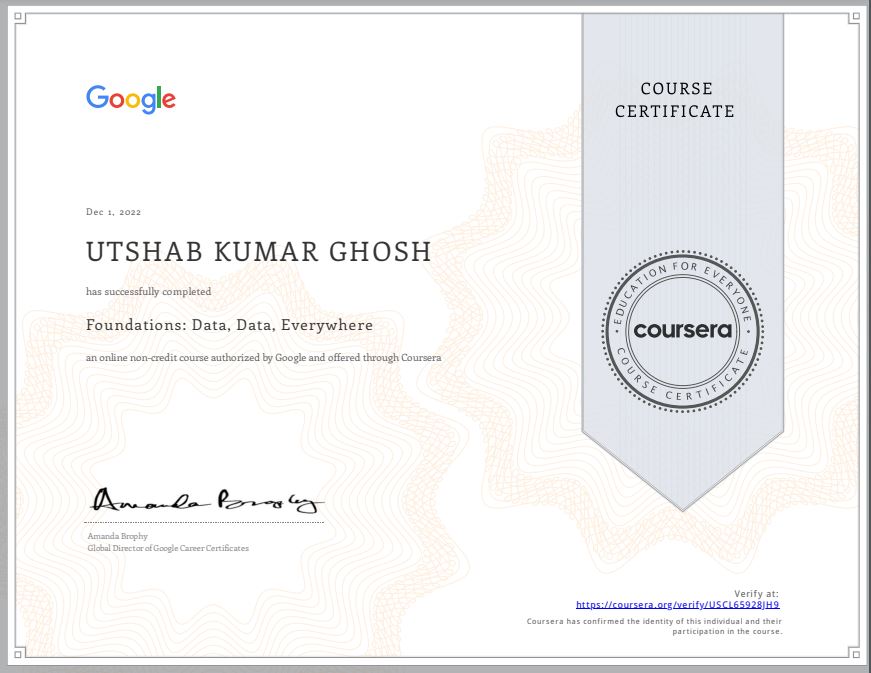 Google
COURSE
CERTIFICATE
Dec 1, 2022
UTSHAB KUMAR GHOSH
has successfully completed
Foundations: Data, Data, Everywhere
an online non-credit course authorized by Google and offered through Coursera
EDUCATION FOR EVERYONE
coursera
COURSE CERTIFICATE
Amanda Brophy
Amanda Brophy
Global Director of Google Career Certificates
Verify at:
https://coursera.org/verify/USCL65928JH9
Coursera has confirmed the identity of this individual and their
participation in the course.